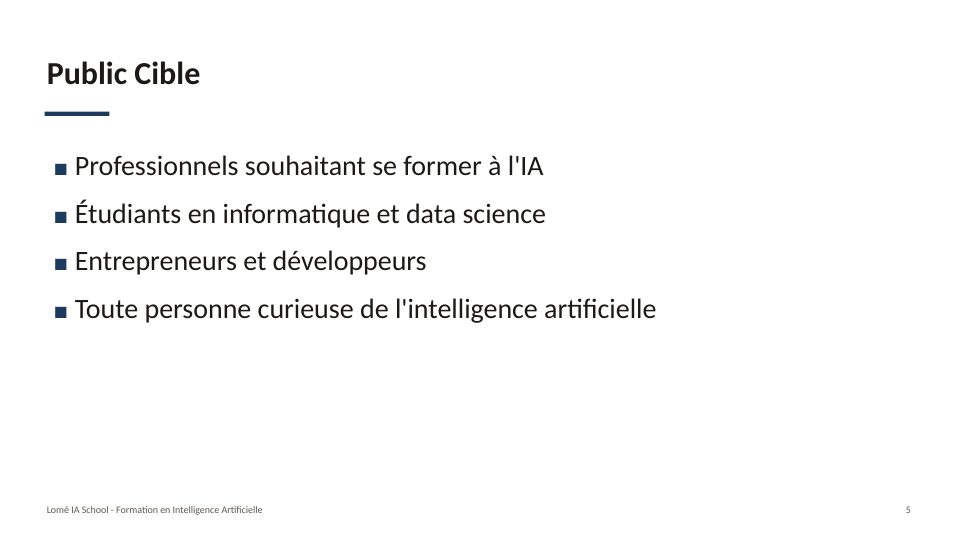 Public Cible
▪ Professionnels souhaitant se former à l'IA
▪ Étudiants en informatique et data science
▪ Entrepreneurs et développeurs
▪ Toute personne curieuse de l'intelligence artificielle
Lomé IA School - Formation en Intelligence Artificielle
5